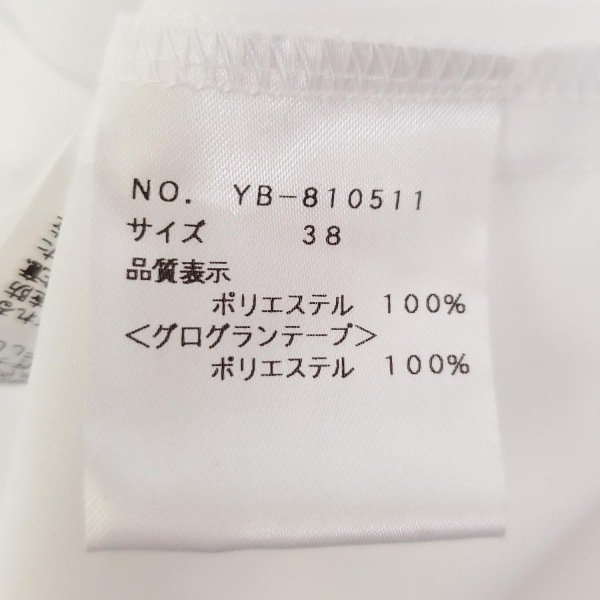 NO. YB-810511
サイズ 38
品質表示
ポリエステル 100%
<グログランテープ>
ポリエステル 100%